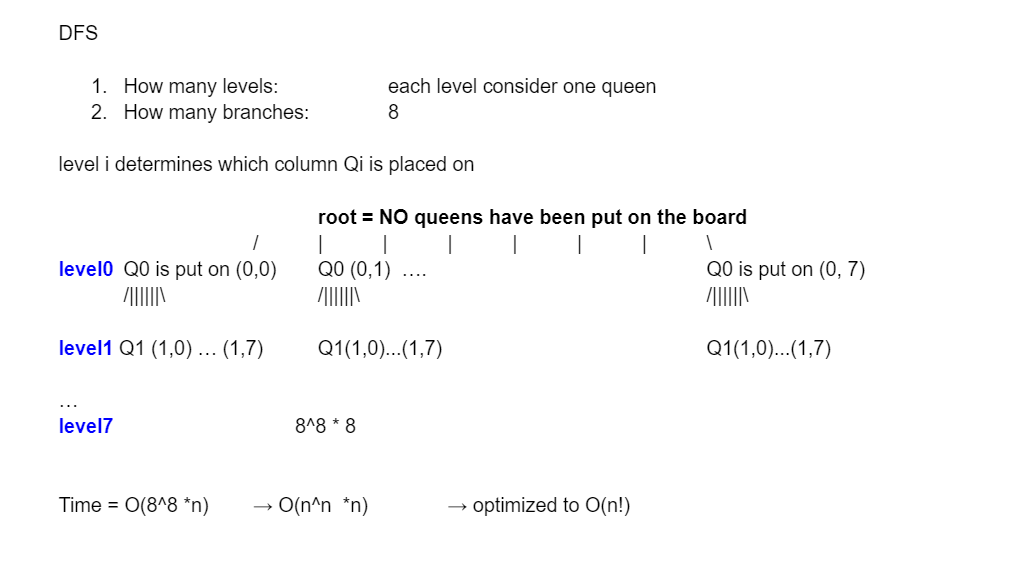 DFS
1. How many levels: each level consider one queen
2. How many branches: 8
level i determines which column Qi is placed on
root = NO queens have been put on the board
/ | | | | | | \
level0 Q0 is put on (0,0) Q0 (0,1) .... Q0 is put on (0, 7)
/||||||\ /||||||\ /||||||\
level1 Q1 (1,0) … (1,7) Q1(1,0)...(1,7) Q1(1,0)...(1,7)
…
level7 8^8 * 8
Time = O(8^8 *n) → O(n^n *n) → optimized to O(n!)